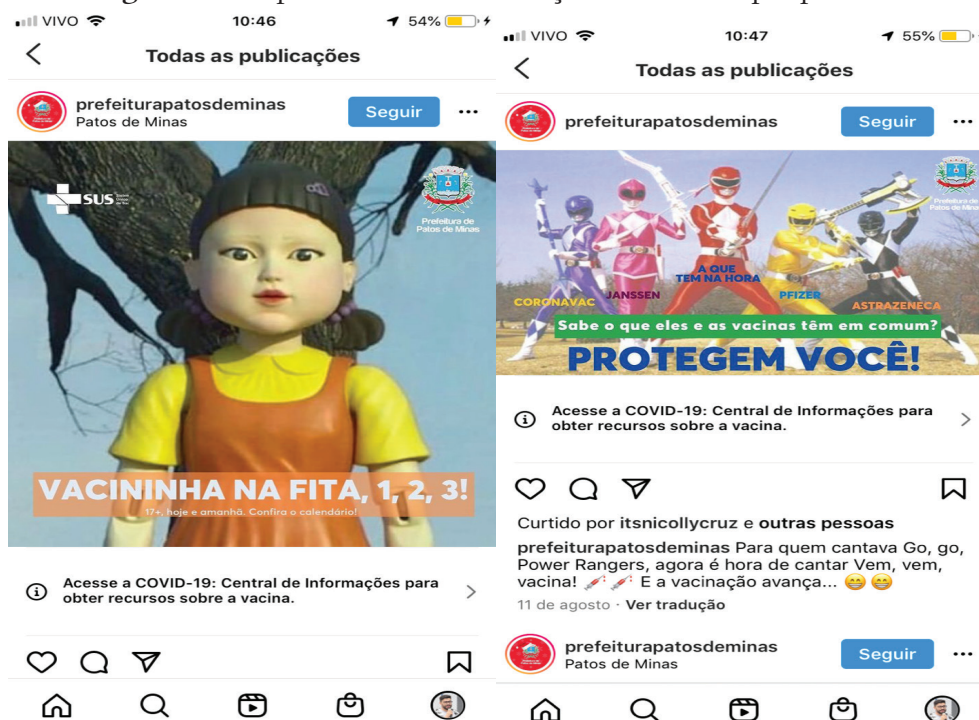 VIVO 10:46 54%
Todas as publicações
prefeiturapatosdeminas
Patos de Minas
Seguir
SUS
Prefeitura de
Patos de Minas
VACININHA NA FITA, 1, 2, 3!
17+, hoje e amanhã. Confira o calendário!
Acesse a COVID-19: Central de Informações para
obter recursos sobre a vacina.
VIVO 10:47 55%
Todas as publicações
prefeiturapatosdeminas
Seguir
Prefeitura de
Patos de Minas
A QUE
TEM NA HORA
CORONAVAC
JANSSEN
PFIZER
ASTRAZENECA
Sabe o que eles e as vacinas têm em comum?
PROTEGEM VOCÊ!
Acesse a COVID-19: Central de Informações para
obter recursos sobre a vacina.
Curtido por itsnicollycruz e outras pessoas
prefeiturapatosdeminas Para quem cantava Go, go,
Power Rangers, agora é hora de cantar Vem, vem,
vacina! 💉 💉 E a vacinação avança... 😁 😁
11 de agosto · Ver tradução
prefeiturapatosdeminas
Patos de Minas
Seguir